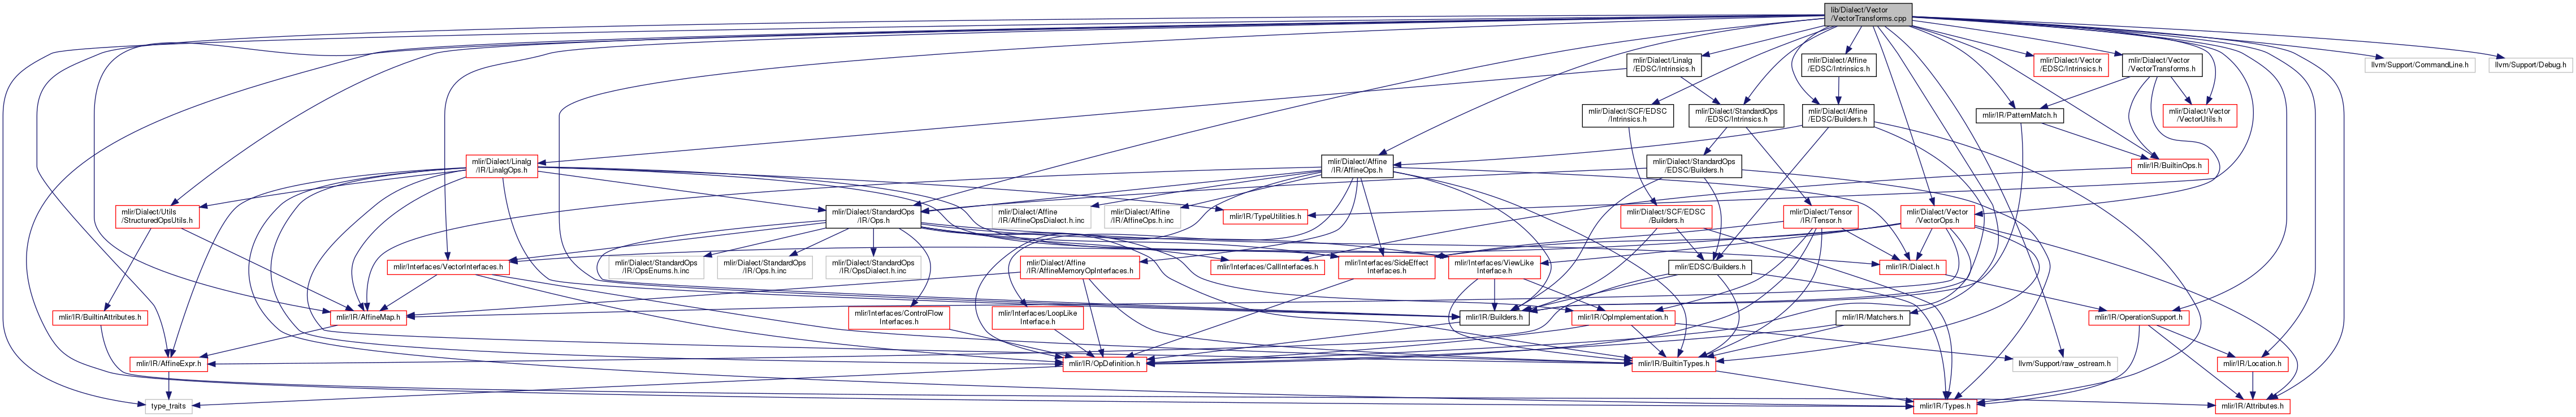 lib/Dialect/Vector
/VectorTransforms.cpp
mlir/Dialect/Linalg
/EDSC/Intrinsics.h
mlir/Dialect/Affine
/EDSC/Intrinsics.h
mlir/Dialect/Vector
/EDSC/Intrinsics.h
mlir/Dialect/Vector
/VectorTransforms.h
llvm/Support/CommandLine.h
llvm/Support/Debug.h
mlir/Dialect/SCF/EDSC
/Intrinsics.h
mlir/Dialect/StandardOps
/EDSC/Intrinsics.h
mlir/Dialect/Affine
/EDSC/Builders.h
mlir/IR/PatternMatch.h
mlir/Dialect/Vector
/VectorUtils.h
mlir/Dialect/Linalg
/IR/LinalgOps.h
mlir/Dialect/Affine
/IR/AffineOps.h
mlir/Dialect/StandardOps
/EDSC/Builders.h
mlir/IR/BuiltinOps.h
mlir/Dialect/Utils
/StructuredOpsUtils.h
mlir/Dialect/StandardOps
/IR/Ops.h
mlir/Dialect/Affine
/IR/AffineOpsDialect.h.inc
mlir/Dialect/Affine
/IR/AffineOps.h.inc
mlir/IR/TypeUtilities.h
mlir/Dialect/SCF/EDSC
/Builders.h
mlir/Dialect/Tensor
/IR/Tensor.h
mlir/Dialect/Vector
/VectorOps.h
mlir/Interfaces/VectorInterfaces.h
mlir/Dialect/StandardOps
/IR/OpsEnums.h.inc
mlir/Dialect/StandardOps
/IR/Ops.h.inc
mlir/Dialect/StandardOps
/IR/OpsDialect.h.inc
mlir/Dialect/Affine
/IR/AffineMemoryOpInterfaces.h
mlir/Interfaces/CallInterfaces.h
mlir/Interfaces/SideEffect
Interfaces.h
mlir/Interfaces/ViewLike
Interface.h
mlir/EDSC/Builders.h
mlir/IR/Dialect.h
mlir/IR/BuiltinAttributes.h
mlir/IR/AffineMap.h
mlir/Interfaces/ControlFlow
Interfaces.h
mlir/Interfaces/LoopLike
Interface.h
mlir/IR/Builders.h
mlir/IR/OpImplementation.h
mlir/IR/Matchers.h
mlir/IR/OperationSupport.h
mlir/IR/AffineExpr.h
mlir/IR/OpDefinition.h
mlir/IR/BuiltinTypes.h
llvm/Support/raw_ostream.h
mlir/IR/Location.h
type_traits
mlir/IR/Types.h
mlir/IR/Attributes.h